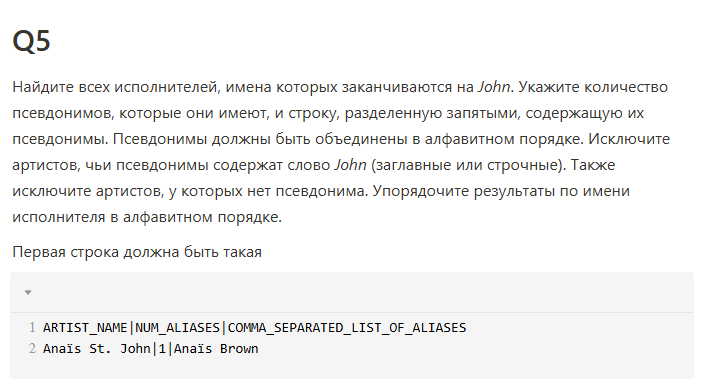 Q5
Найдите всех исполнителей, имена которых заканчиваются на John. Укажите количество
псевдонимов, которые они имеют, и строку, разделенную запятыми, содержащую их
псевдонимы. Псевдонимы должны быть объединены в алфавитном порядке. Исключите
артистов, чьи псевдонимы содержат слово John (заглавные или строчные). Также
исключите артистов, у которых нет псевдонима. Упорядочите результаты по имени
исполнителя в алфавитном порядке.
Первая строка должна быть такая
1 ARTIST_NAME|NUM_ALIASES|COMMA_SEPARATED_LIST_OF_ALIASES
2 Anaïs St. John|1|Anaïs Brown